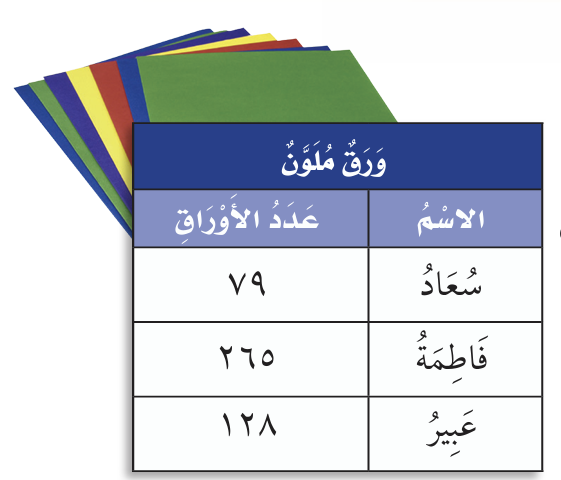 وَرَقٌ مُلَوَّنٌ
الاسْمُ عَدَدُ الأَوْرَاقِ
سُعَادُ ٧٩
فَاطِمَةُ ٢٦٥
عَبِيرُ ١٢٨